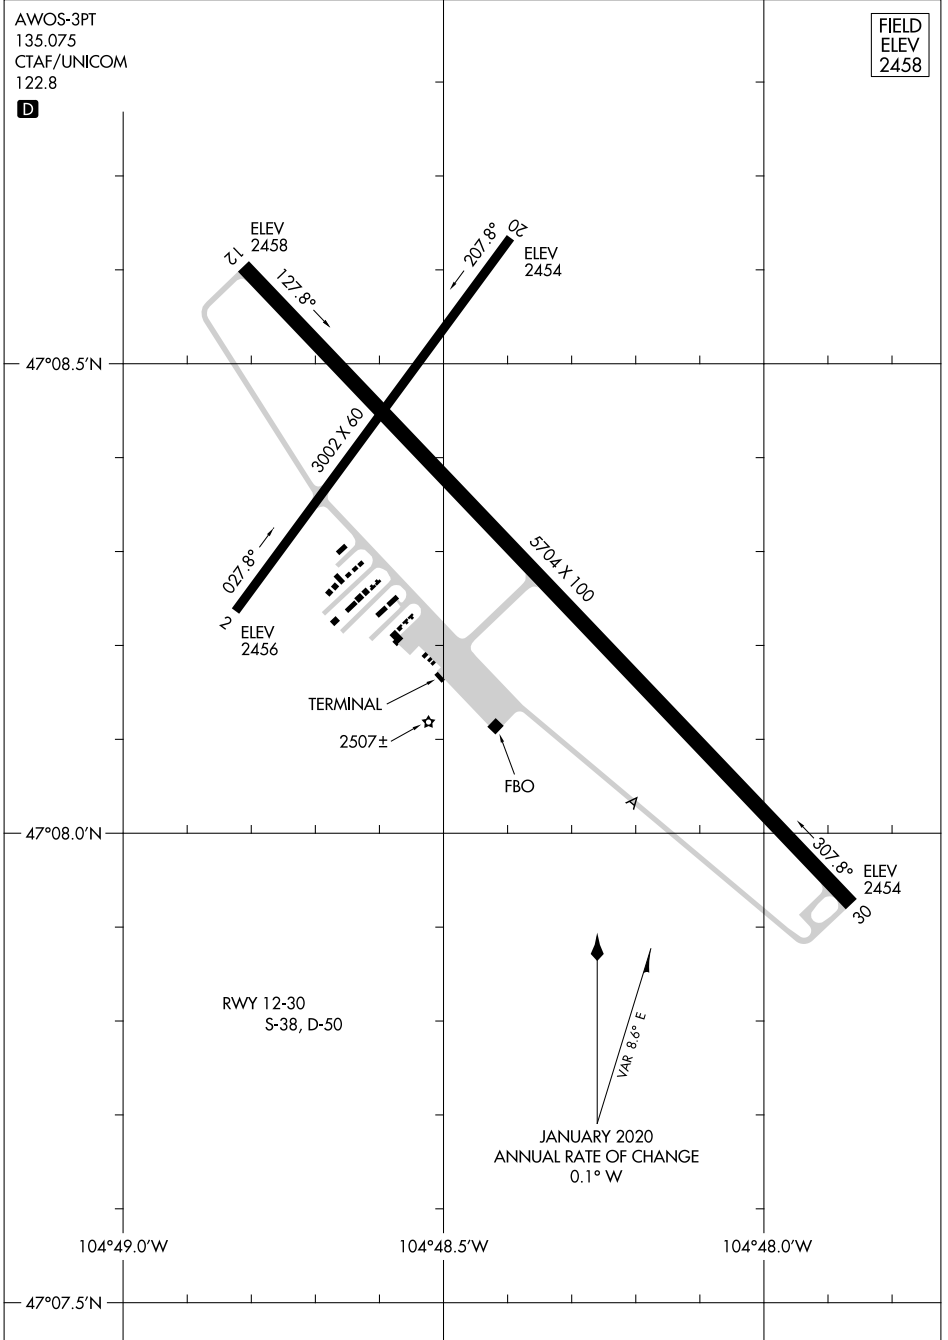 AWOS-3PT
135.075
CTAF/UNICOM
122.8
D
FIELD
ELEV
2458
ELEV
2458
12
127.8°
207.8°
20
ELEV
2454
47°08.5'N
3002 X 60
027.8°
2
ELEV
2456
5704 X 100
TERMINAL
2507±
FBO
A
47°08.0'N
307.8°
ELEV
2454
30
RWY 12-30
S-38, D-50
VAR 8.6° E
JANUARY 2020
ANNUAL RATE OF CHANGE
0.1° W
104°49.0'W
104°48.5'W
104°48.0'W
47°07.5'N